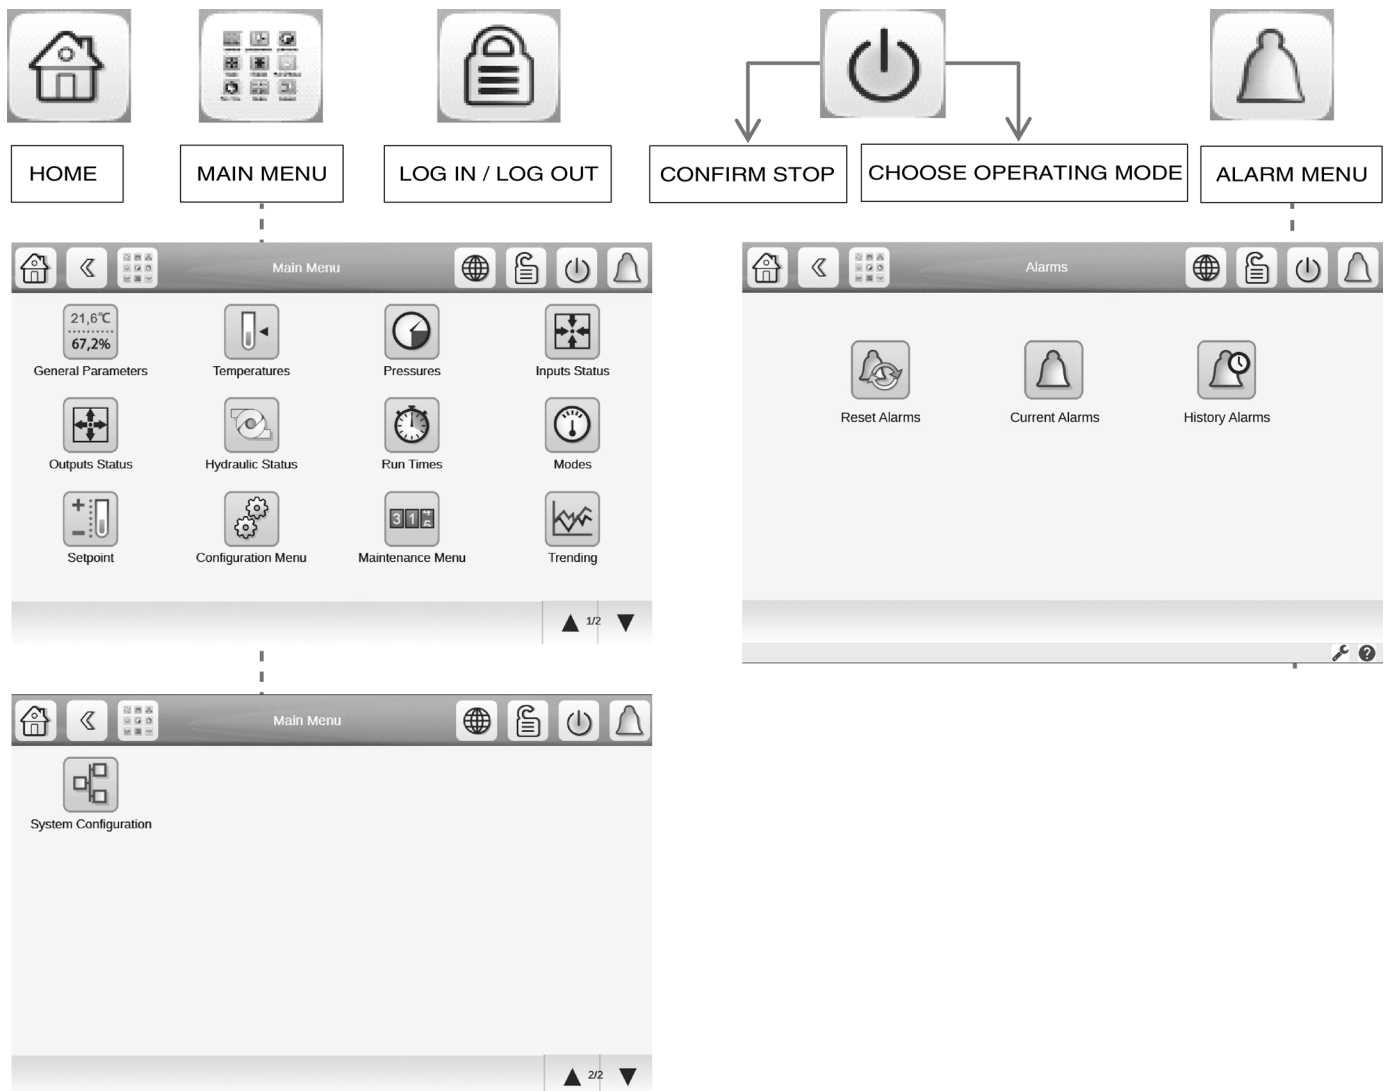 HOME
MAIN MENU
LOG IN / LOG OUT
CONFIRM STOP
CHOOSE OPERATING MODE
ALARM MENU
Main Menu
21,6°C
67,2%
General Parameters
Temperatures
Pressures
Inputs Status
Outputs Status
Hydraulic Status
Run Times
Modes
Setpoint
Configuration Menu
3 1
Maintenance Menu
Trending
1/2
Alarms
Reset Alarms
Current Alarms
History Alarms
Main Menu
System Configuration
2/2